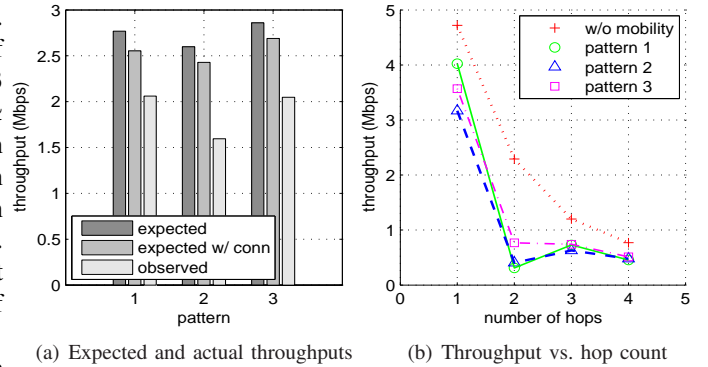 3
2.5
2
1.5
1
0.5
0
throughput (Mbps)
expected
expected w/ conn
observed
1 2 3
pattern
(a) Expected and actual throughputs
5
4
3
2
1
0
throughput (Mbps)
w/o mobility
pattern 1
pattern 2
pattern 3
0 1 2 3 4 5
number of hops
(b) Throughput vs. hop count